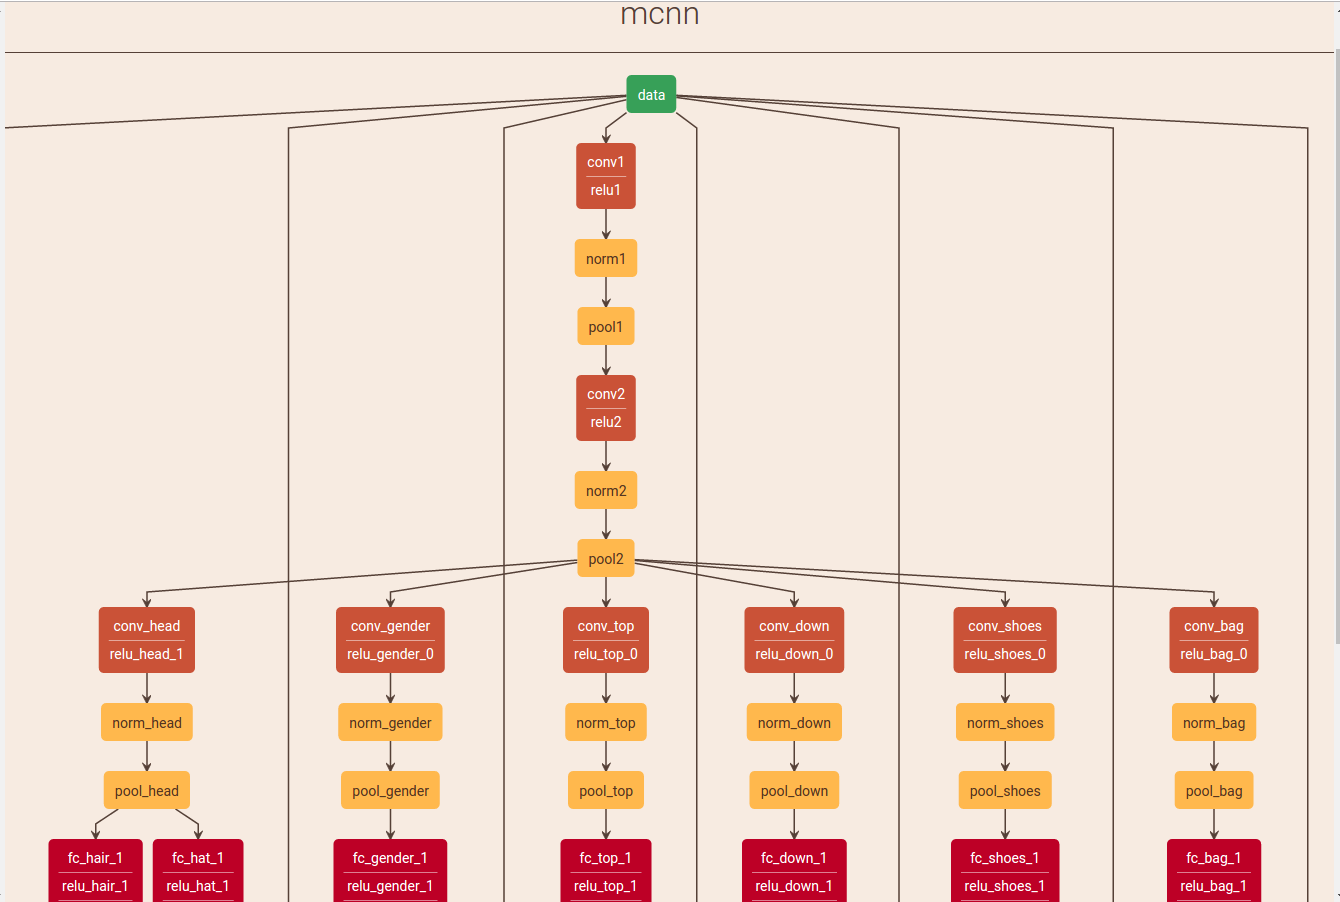 mcnn
data
conv1
relu1
norm1
pool1
conv2
relu2
norm2
pool2
conv_head
relu_head_1
conv_gender
relu_gender_0
conv_top
relu_top_0
conv_down
relu_down_0
conv_shoes
relu_shoes_0
conv_bag
relu_bag_0
norm_head
norm_gender
norm_top
norm_down
norm_shoes
norm_bag
pool_head
pool_gender
pool_top
pool_down
pool_shoes
pool_bag
fc_hair_1
relu_hair_1
fc_hat_1
relu_hat_1
fc_gender_1
relu_gender_1
fc_top_1
relu_top_1
fc_down_1
relu_down_1
fc_shoes_1
relu_shoes_1
fc_bag_1
relu_bag_1